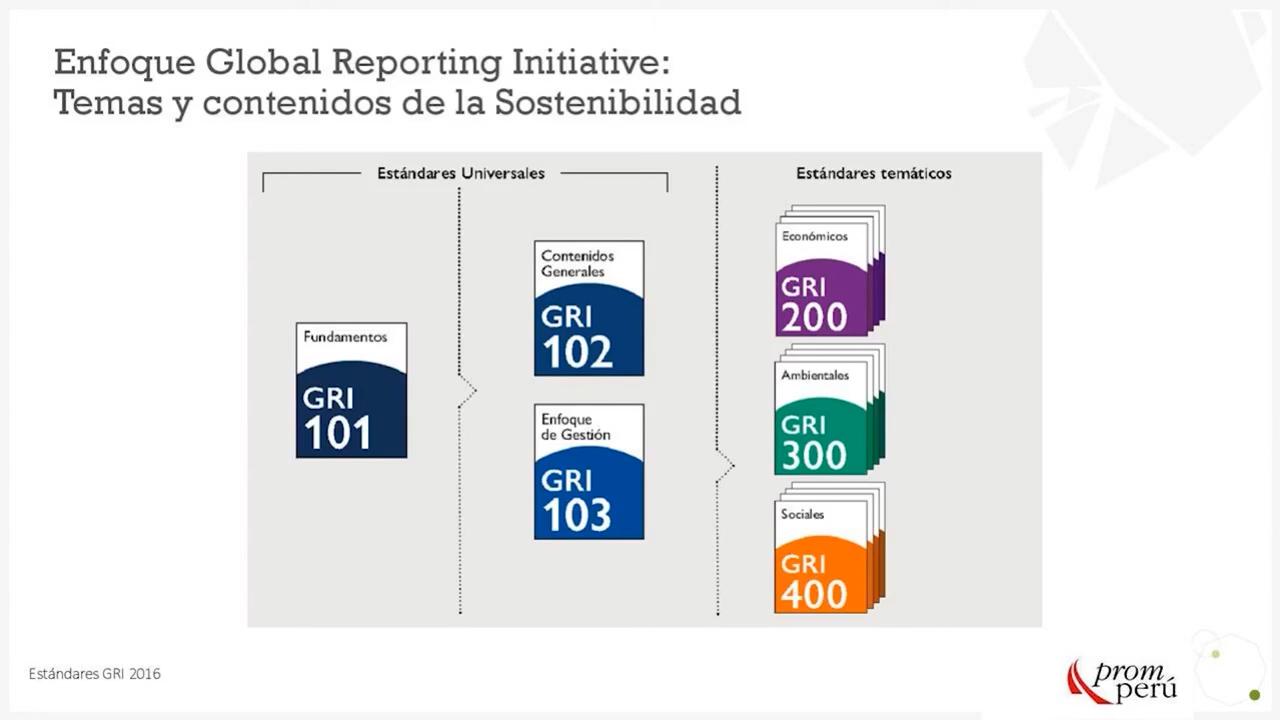 Enfoque Global Reporting Initiative:
Temas y contenidos de la Sostenibilidad
Estándares Universales
Estándares temáticos
Fundamentos
GRI
101
Contenidos
Generales
GRI
102
Enfoque
de Gestión
GRI
103
Económicos
GRI
200
Ambientales
GRI
300
Sociales
GRI
400
Estándares GRI 2016
prom
perú